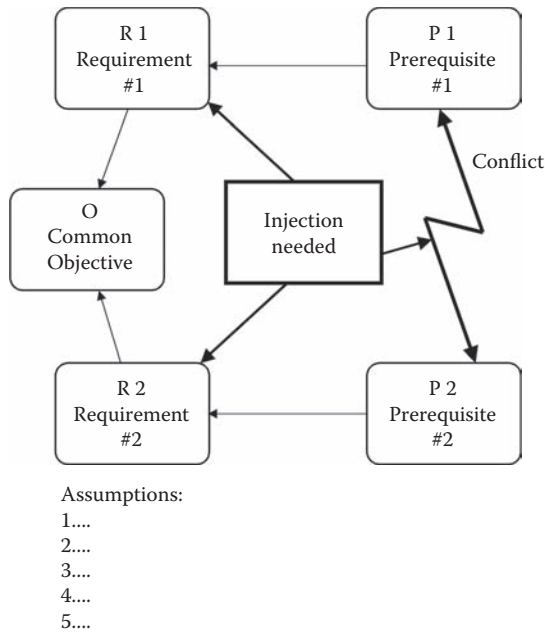 R 1
Requirement
#1
P 1
Prerequisite
#1
Conflict
O
Common
Objective
Injection
needed
R 2
Requirement
#2
P 2
Prerequisite
#2
Assumptions:
1....
2....
3....
4....
5....